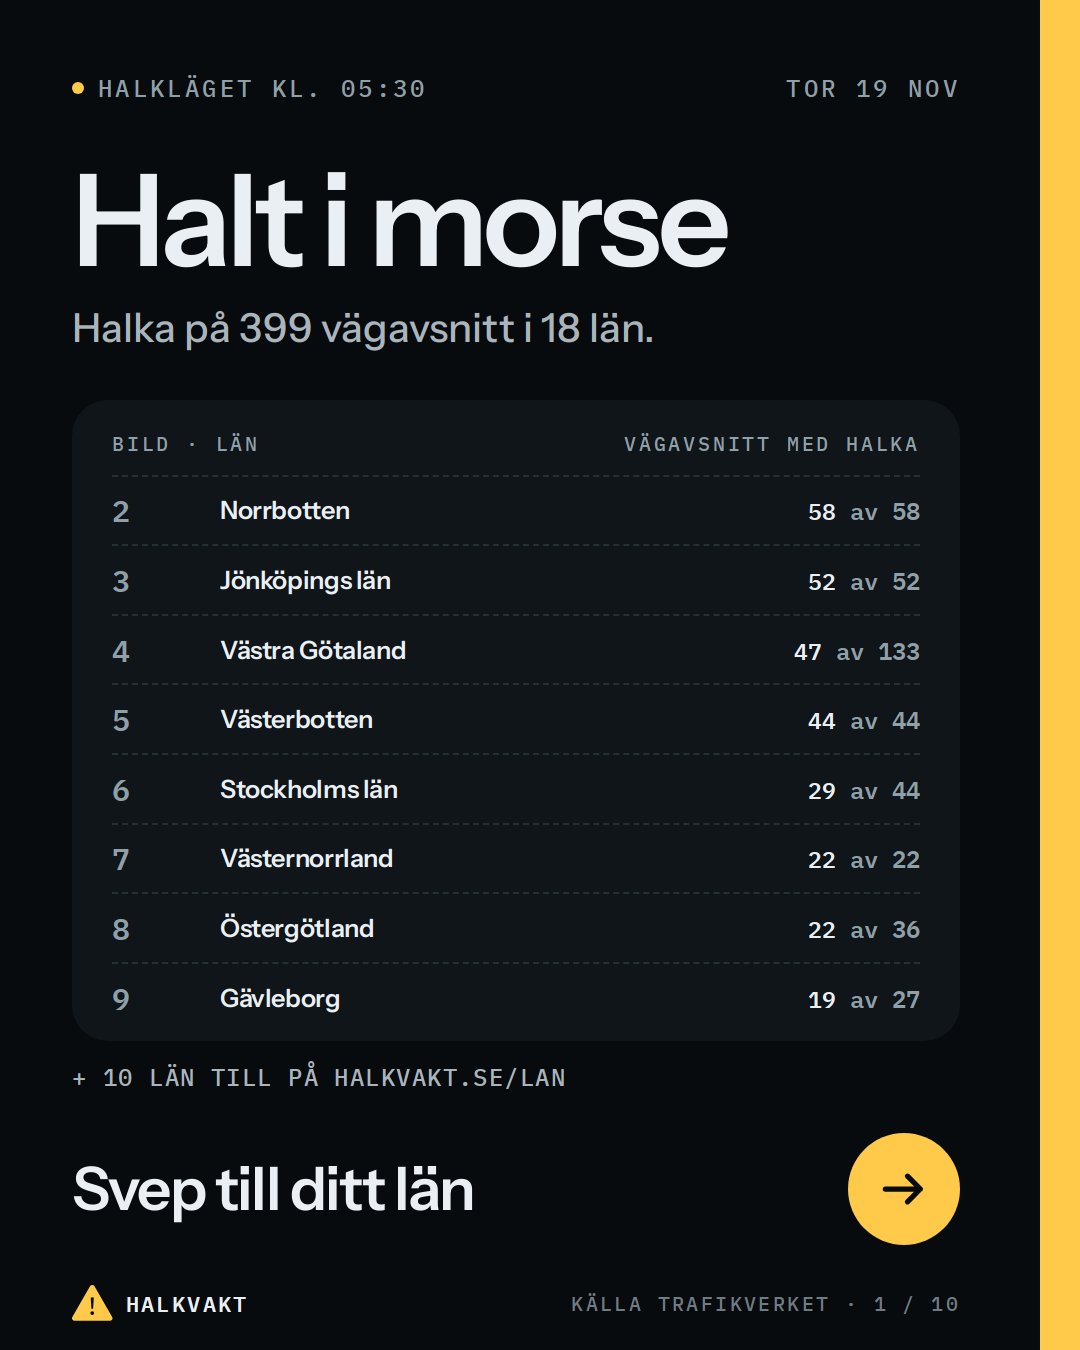 HALKLÄGET KL. 05:30
TOR 19 NOV
Halt i morse
Halka på 399 vägavsnitt i 18 län.
BILD · LÄN VÄGAVSNITT MED HALKA
2 Norrbotten 58 av 58
3 Jönköpings län 52 av 52
4 Västra Götaland 47 av 133
5 Västerbotten 44 av 44
6 Stockholms län 29 av 44
7 Västernorrland 22 av 22
8 Östergötland 22 av 36
9 Gävleborg 19 av 27
+ 10 LÄN TILL PÅ HALKVAKT.SE/LAN
Svep till ditt län
HALKVAKT
KÄLLA TRAFIKVERKET · 1 / 10